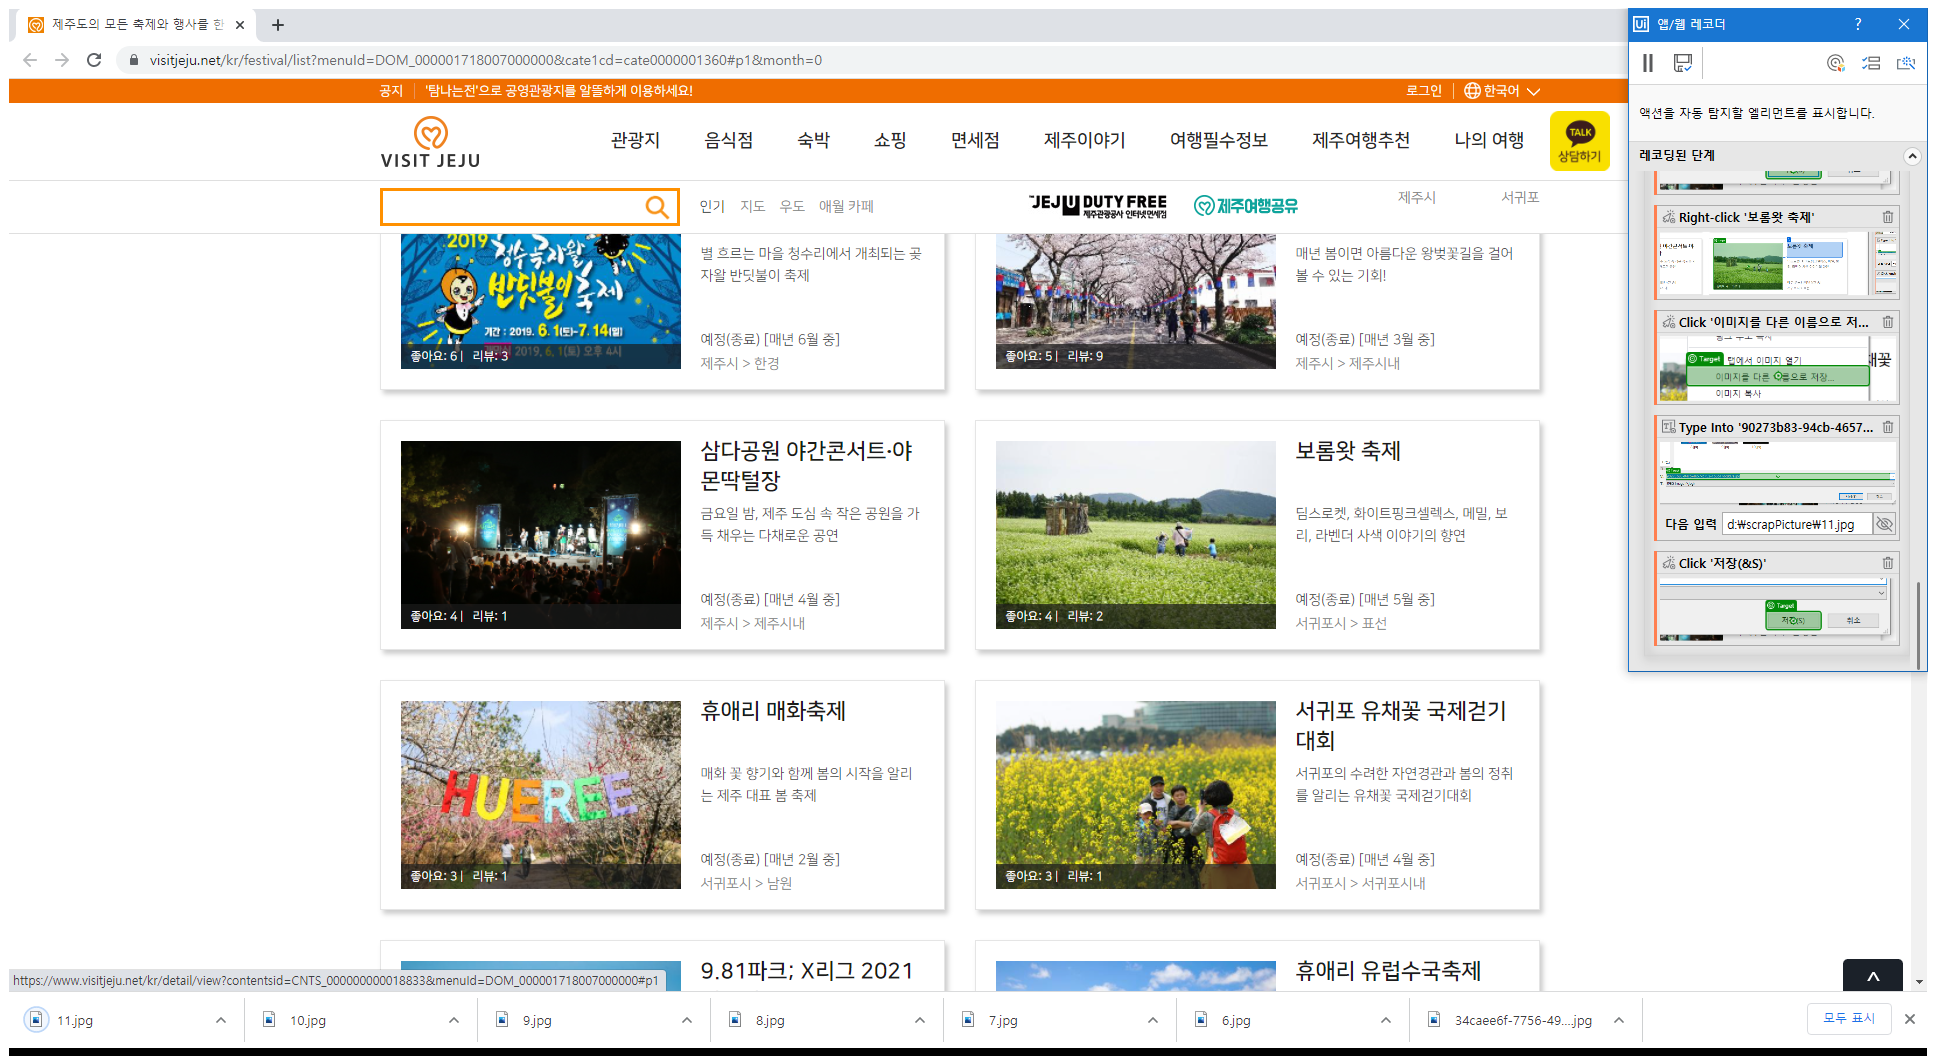 제주도의 모든 축제와 행사를 한
visitjeju.net/kr/festival/list?menuId=DOM_000001718007000000&cate1cd=cate0000001360#p1&month=0
공지 '탐나는전'으로 공영관광지를 알뜰하게 이용하세요!
로그인 한국어
VISIT JEJU
관광지 음식점 숙박 쇼핑 면세점 제주이야기 여행필수정보 제주여행추천 나의 여행
TALK
상담하기
인기 지도 우도 애월 카페
JEJU DUTY FREE
제주관광공사 인터넷면세점
제주여행공유
제주시 서귀포
2019 청수곶자왈
반딧불이축제
기간 : 2019. 6. 1(토)-7. 14(일)
좋아요: 6 | 리뷰: 3
별 흐르는 마을 청수리에서 개최되는 곶
자왈 반딧불이 축제
예정(종료) [매년 6월 중]
제주시 > 한경
좋아요: 5 | 리뷰: 9
매년 봄이면 아름다운 왕벚꽃길을 걸어
볼 수 있는 기회!
예정(종료) [매년 3월 중]
제주시 > 제주시내
좋아요: 4 | 리뷰: 1
삼다공원 야간콘서트·야
몬딱털장
금요일 밤, 제주 도심 속 작은 공원을 가
득 채우는 다채로운 공연
예정(종료) [매년 4월 중]
제주시 > 제주시내
좋아요: 4 | 리뷰: 2
보롬왓 축제
딤스로켓, 화이트핑크셀렉스, 메밀, 보
리, 라벤더 사색 이야기의 향연
예정(종료) [매년 5월 중]
서귀포시 > 표선
HUEREE
좋아요: 3 | 리뷰: 1
휴애리 매화축제
매화 꽃 향기와 함께 봄의 시작을 알리
는 제주 대표 봄 축제
예정(종료) [매년 2월 중]
서귀포시 > 남원
좋아요: 3 | 리뷰: 1
서귀포 유채꽃 국제걷기
대회
서귀포의 수려한 자연경관과 봄의 정취
를 알리는 유채꽃 국제걷기대회
예정(종료) [매년 4월 중]
서귀포시 > 서귀포시내
9.81파크; X리그 2021
휴애리 유럽수국축제
https://www.visitjeju.net/kr/detail/view?contentsid=CNTS_000000000018833&menuId=DOM_000001718007000000#p1
11.jpg
10.jpg
9.jpg
8.jpg
7.jpg
6.jpg
34caee6f-7756-49....jpg
모두 표시
Ui 앱/웹 레코더 ?
액션을 자동 탐지할 엘리먼트를 표시합니다.
레코딩된 단계
Right-click '보롬왓 축제'
Click '이미지를 다른 이름으로 저...
Target 탭에서 이미지 열기
이미지를 다른 이름으로 저장...
이미지 복사
Type Into '90273b83-94cb-4657...
다음 입력 d:₩scrapPicture₩11.jpg
Click '저장(&S)'
Target
저장(S) 취소